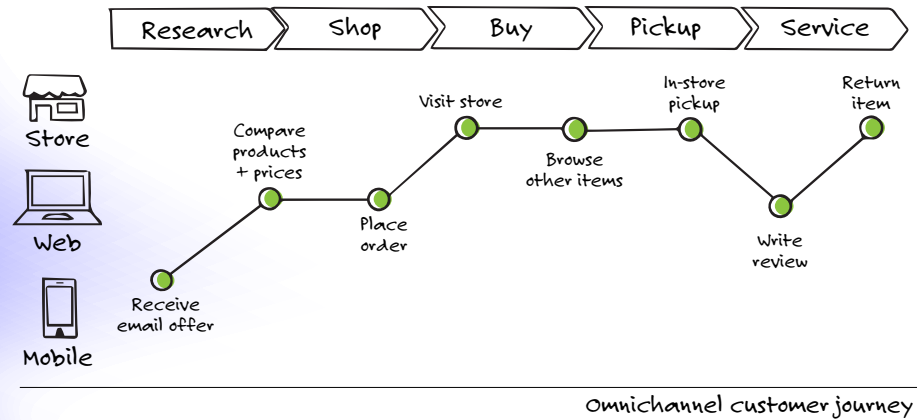 Research
Shop
Buy
Pickup
Service
Store
Web
Mobile
Receive
email offer
Compare
products
+ prices
Place
order
Visit store
Browse
other items
In-store
pickup
Write
review
Return
item
Omnichannel customer journey